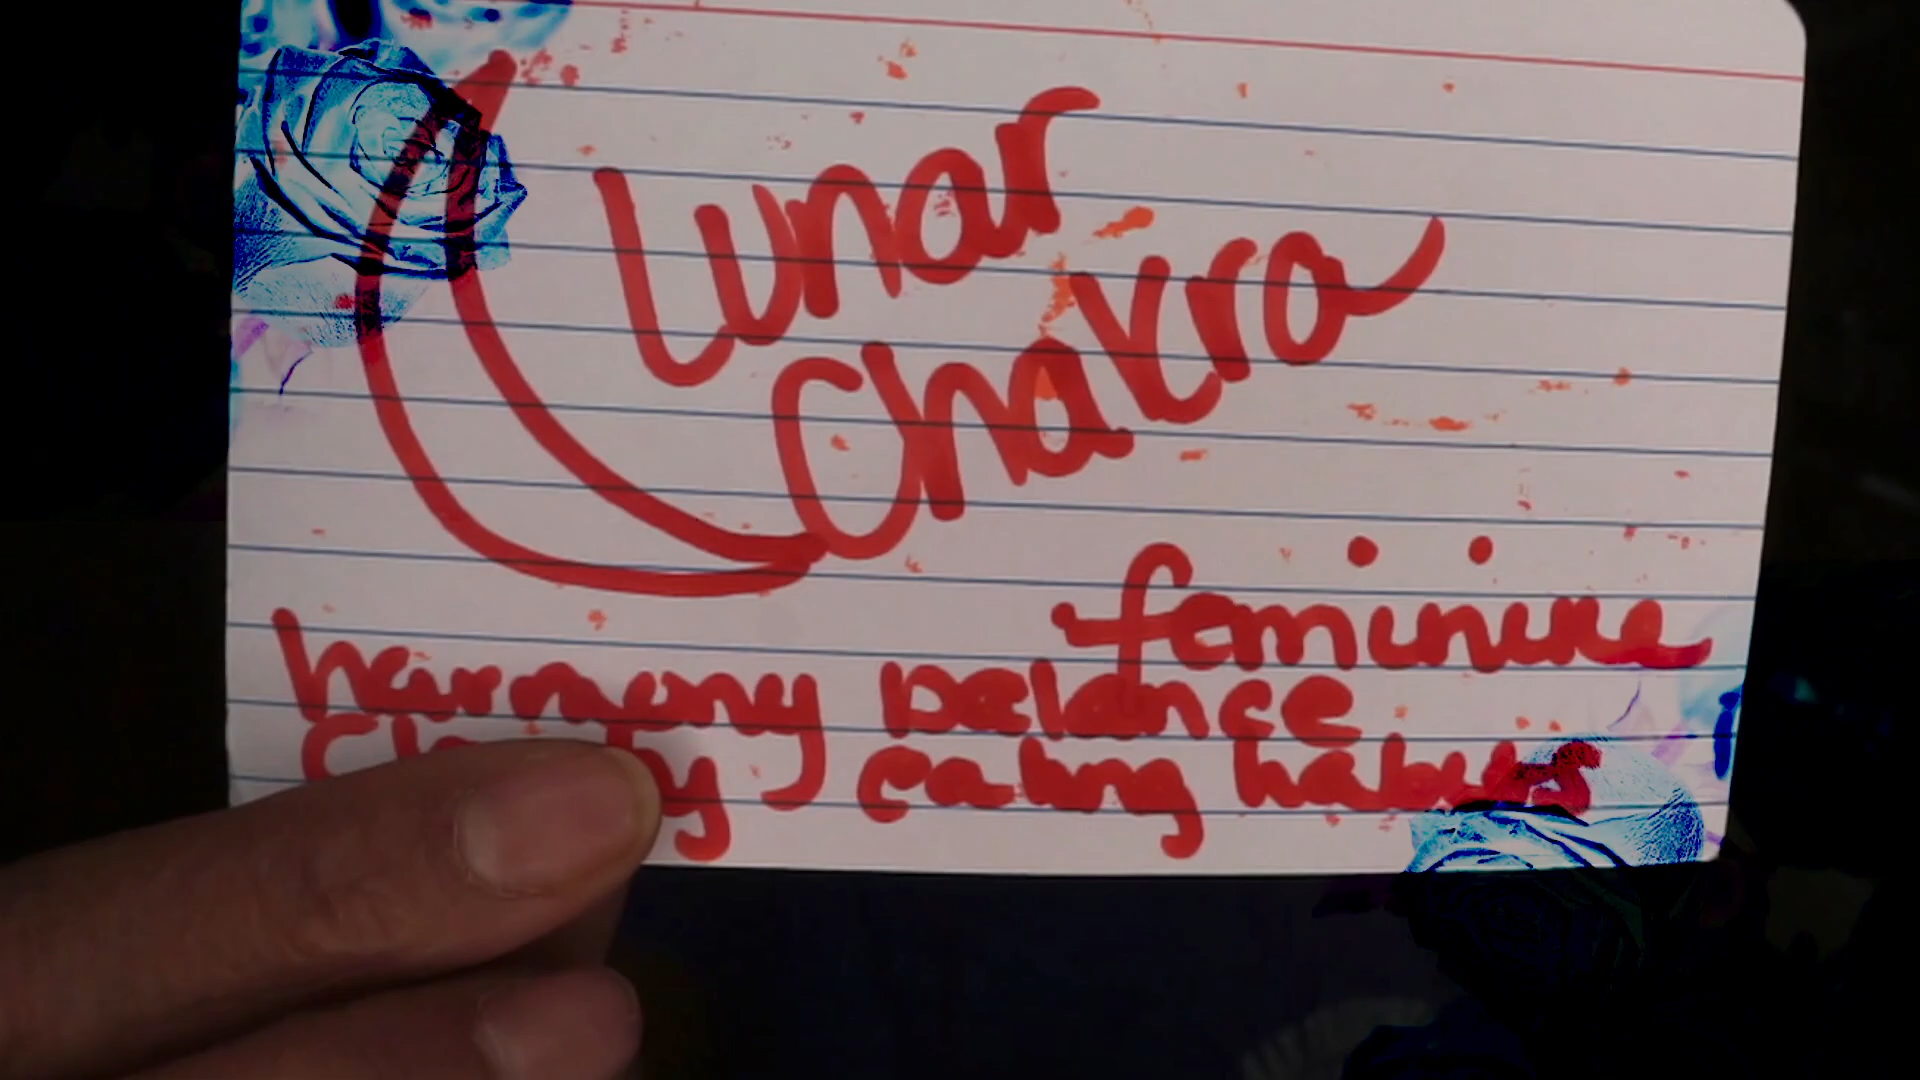 Lunar
Chakra
feminine
harmony balance
eating habits